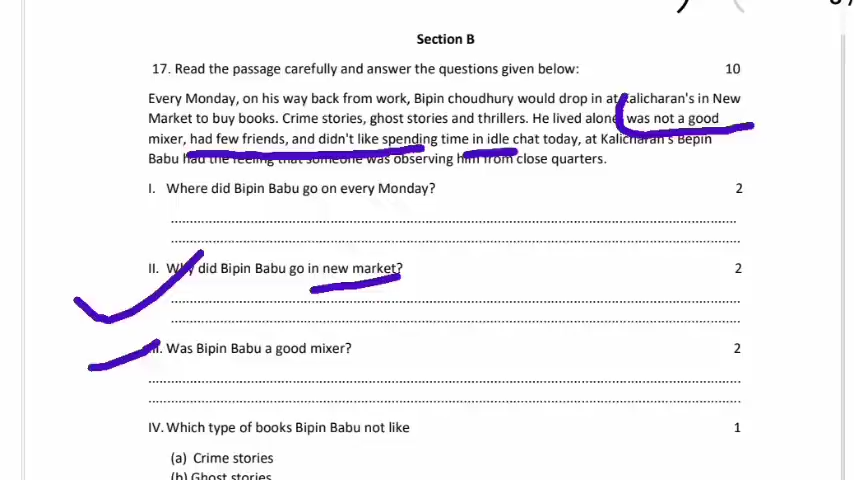 Section B
17. Read the passage carefully and answer the questions given below: 10
Every Monday, on his way back from work, Bipin choudhury would drop in at Kalicharan's in New
Market to buy books. Crime stories, ghost stories and thrillers. He lived alone, was not a good
mixer, had few friends, and didn't like spending time in idle chat today, at Kalicharan's Bepin
Babu had the feeling that someone was observing him from close quarters.
I. Where did Bipin Babu go on every Monday? 2
II. Why did Bipin Babu go in new market? 2
III. Was Bipin Babu a good mixer? 2
IV. Which type of books Bipin Babu not like 1
(a) Crime stories
(b) Ghost stories